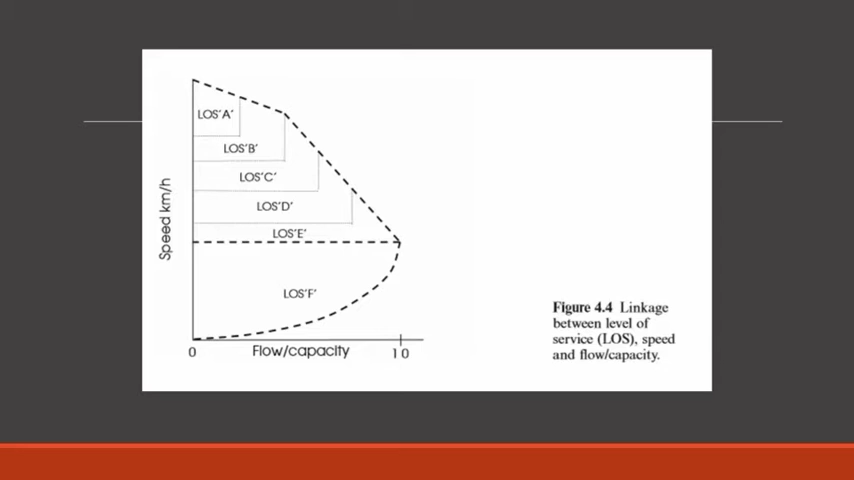 LOS'A'
LOS'B'
LOS'C'
LOS'D'
LOS'E'
LOS'F'
Speed km/h
0
Flow/capacity
1 0
Figure 4.4 Linkage
between level of
service (LOS), speed
and flow/capacity.